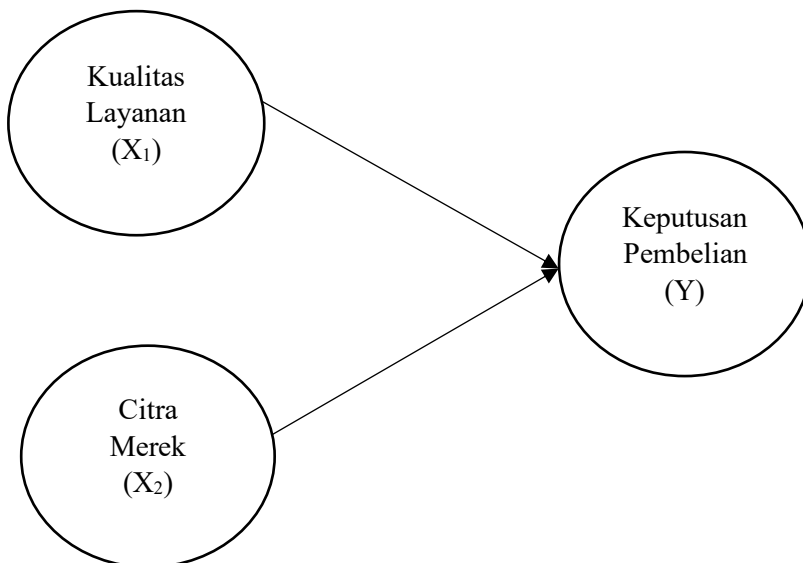 Kualitas
Layanan
(X₁)
Keputusan
Pembelian
(Y)
Citra
Merek
(X₂)